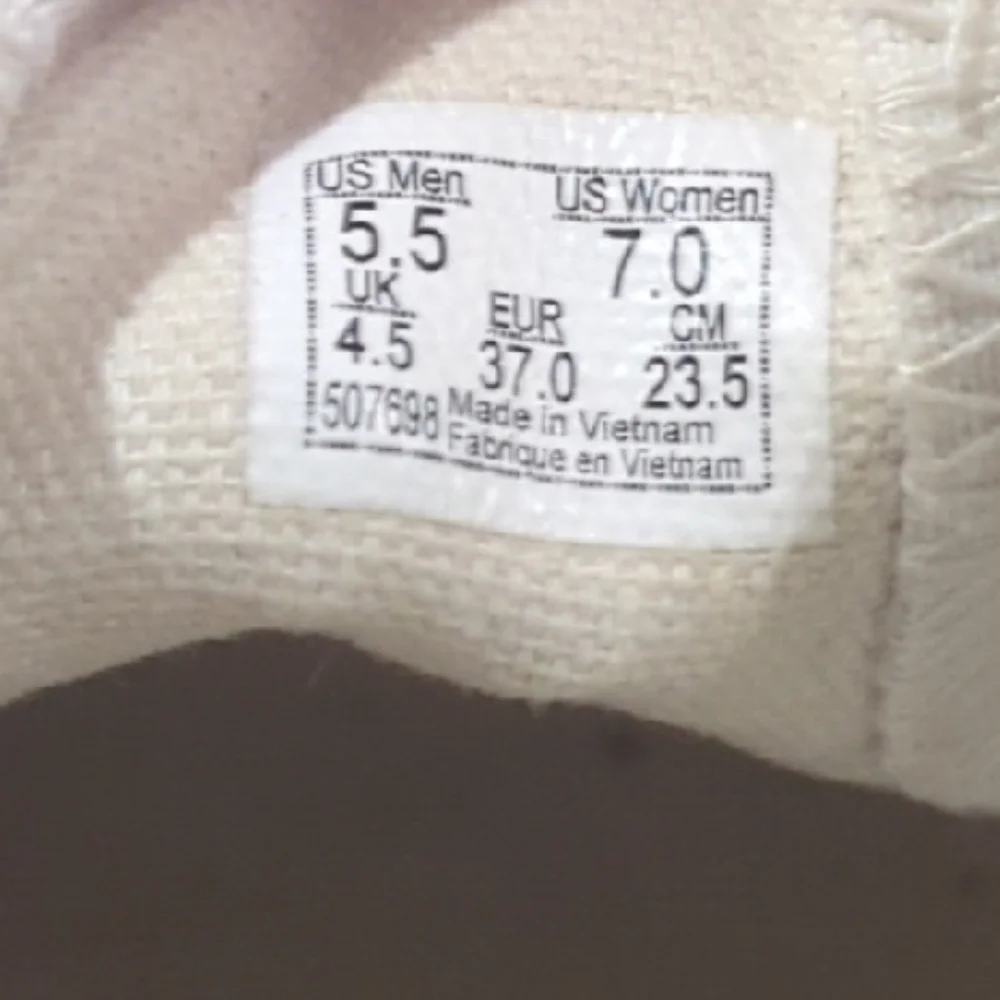 US Men US Women
5.5 7.0
UK EUR CM
4.5 37.0 23.5
507698 Made in Vietnam
Fabrique en Vietnam